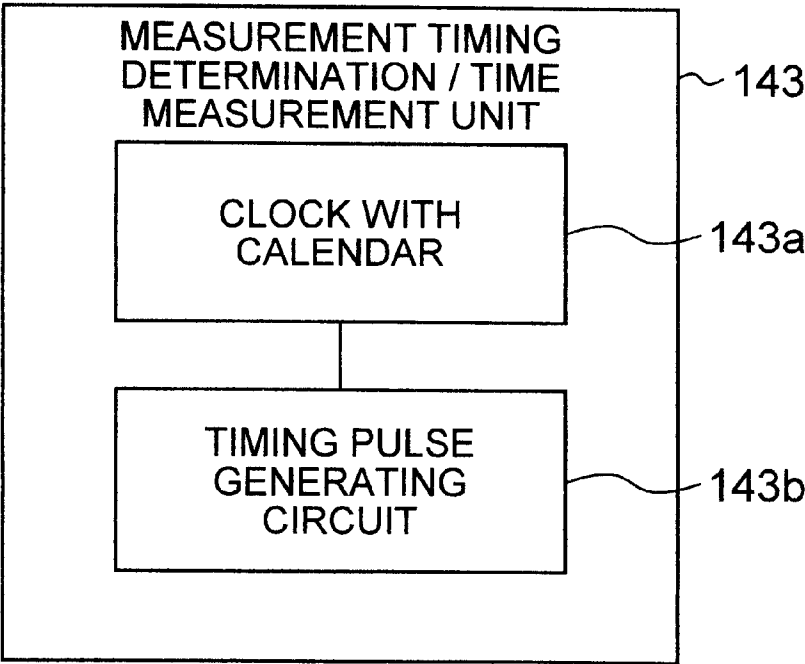 MEASUREMENT TIMING
DETERMINATION / TIME
MEASUREMENT UNIT
143
CLOCK WITH
CALENDAR
143a
TIMING PULSE
GENERATING
CIRCUIT
143b